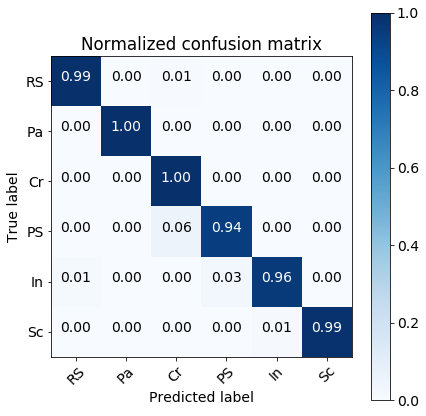 Normalized confusion matrix
RS 0.99 0.00 0.01 0.00 0.00 0.00
Pa 0.00 1.00 0.00 0.00 0.00 0.00
Cr 0.00 0.00 1.00 0.00 0.00 0.00
PS 0.00 0.00 0.06 0.94 0.00 0.00
In 0.01 0.00 0.00 0.03 0.96 0.00
Sc 0.00 0.00 0.00 0.00 0.01 0.99
RS Pa Cr PS In Sc
Predicted label
True label
1.0
0.8
0.6
0.4
0.2
0.0